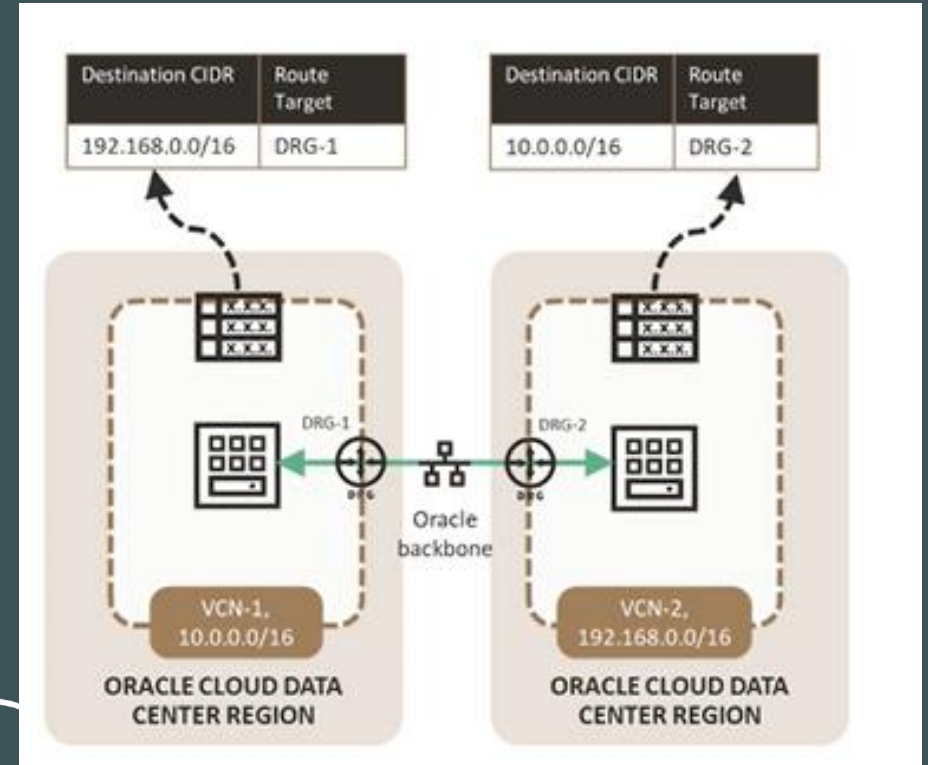 Destination CIDR Route Target
192.168.0.0/16 DRG-1
Destination CIDR Route Target
10.0.0.0/16 DRG-2
X.X.X.
X.X.X.
X.X.X.
X.X.X.
X.X.X.
X.X.X.
DRG-1
DRG-2
DRG
DRG
Oracle
backbone
VCN-1,
10.0.0.0/16
VCN-2,
192.168.0.0/16
ORACLE CLOUD DATA
CENTER REGION
ORACLE CLOUD DATA
CENTER REGION